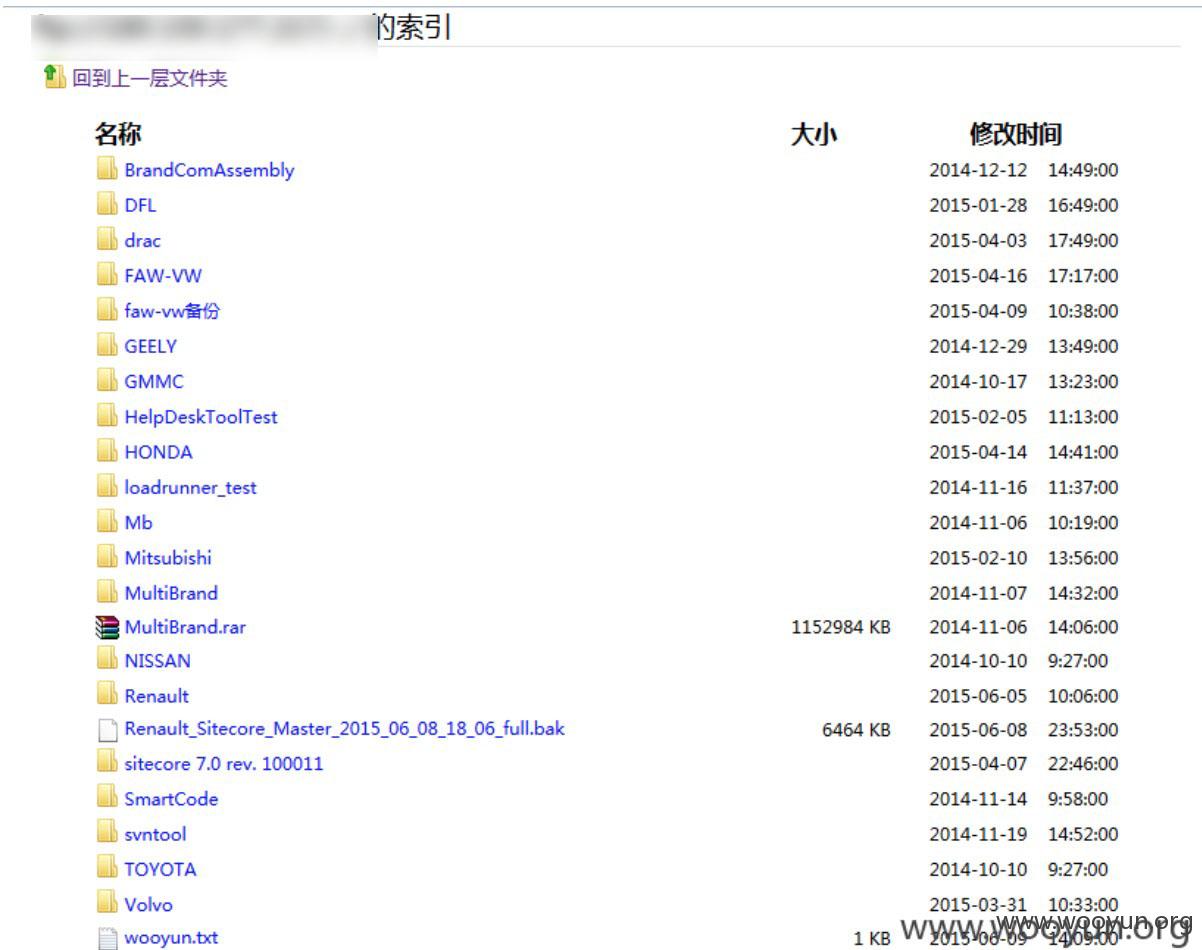 的索引
回到上一层文件夹
名称 大小 修改时间
BrandComAssembly 2014-12-12 14:49:00
DFL 2015-01-28 16:49:00
drac 2015-04-03 17:49:00
FAW-VW 2015-04-16 17:17:00
faw-vw备份 2015-04-09 10:38:00
GEELY 2014-12-29 13:49:00
GMMC 2014-10-17 13:23:00
HelpDeskToolTest 2015-02-05 11:13:00
HONDA 2015-04-14 14:41:00
loadrunner_test 2014-11-16 11:37:00
Mb 2014-11-06 10:19:00
Mitsubishi 2015-02-10 13:56:00
MultiBrand 2014-11-07 14:32:00
MultiBrand.rar 1152984 KB 2014-11-06 14:06:00
NISSAN 2014-10-10 9:27:00
Renault 2015-06-05 10:06:00
Renault_Sitecore_Master_2015_06_08_18_06_full.bak 6464 KB 2015-06-08 23:53:00
sitecore 7.0 rev. 100011 2015-04-07 22:46:00
SmartCode 2014-11-14 9:58:00
svntool 2014-11-19 14:52:00
TOYOTA 2014-10-10 9:27:00
Volvo 2015-03-31 10:33:00
www.wooyun.org
www.wooyun.org
wooyun.txt 1 KB 2015-06-09 14:09:00